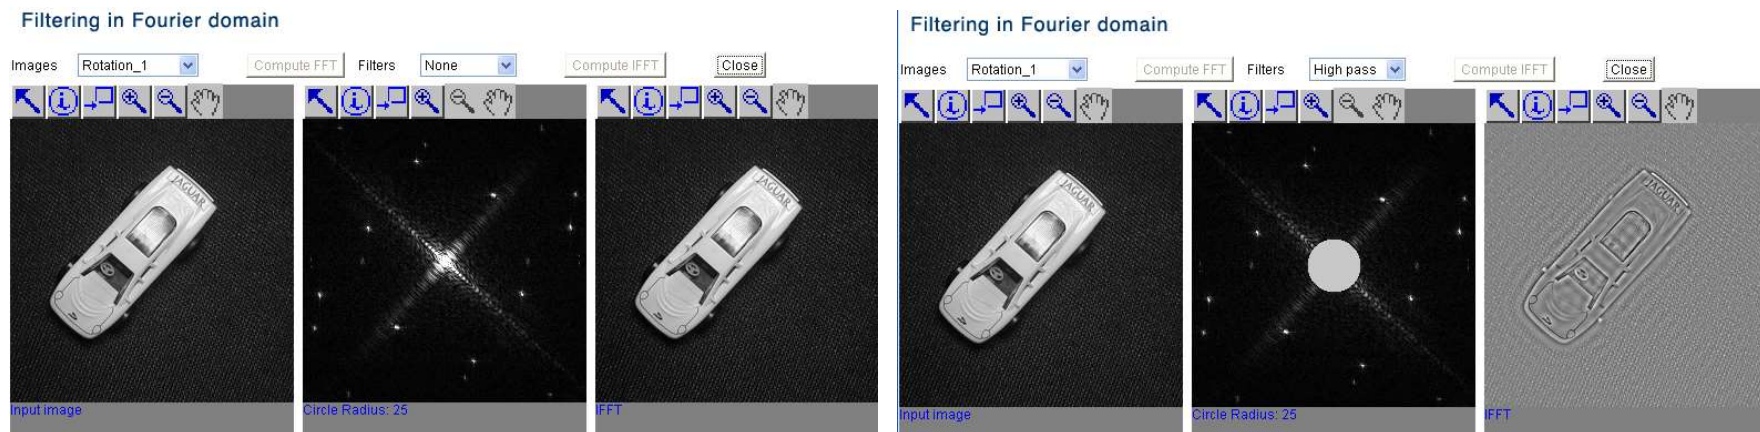 Filtering in Fourier domain
Images Rotation_1 Compute FFT Filters None Compute IFFT Close
JAGUAR
JAGUAR
Input image
Circle Radius: 25
IFFT
Filtering in Fourier domain
Images Rotation_1 Compute FFT Filters High pass Compute IFFT Close
JAGUAR
JAGUAR
Input image
Circle Radius: 25
IFFT